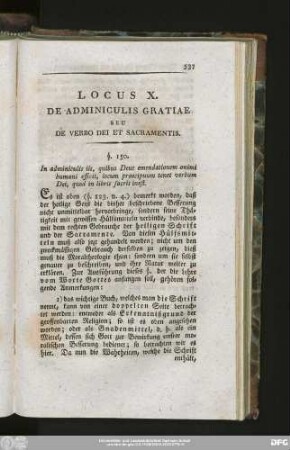 527
LOCUS X.
DE ADMINICULIS GRATIAE
SEU
DE VERBO DEI ET SACRAMENTIS.
§. 130.
In adminiculis iis, quibus Deus emendationem animi
humani efficit, locum praecipuum tenet verbum
Dei, quod in libris sacris inest.
Es ist oben (§. 125. n. 4.) bemerkt worden, daß
der heilige Geist die bisher beschriebene Besserung
nicht unmittelbar hervorbringe, sondern seine Thä-
tigkeit mit gewissen Hülfsmitteln verbinde, besonders
mit dem rechten Gebrauch der heiligen Schrift
und der Sacramente. Von diesen Hülfsmit-
teln muß also jezt gehandelt werden; nicht um den
zweckmäßigen Gebrauch derselben zu zeigen, dieß
muß die Moraltheologie thun; sondern um sie selbst
genauer zu beschreiben, und ihre Natur weiter zu
erklären. Zur Ausführung dieses §. der die Lehre
vom Worte Gottes anfangen soll, gehören fol-
gende Anmerkungen:
1) das wichtige Buch, welches man die Schrift
nennt, kann von einer doppelten Seite betrach-
tet werden: entweder als Erkenntnißgrund der
geoffenbarten Religion; so ist es oben angesehen
worden; oder als Gnadenmittel, d. h. als ein
Mittel, dessen sich Gott zur Bewirkung unsrer mo-
ralischen Besserung bedienet; so betrachten wir es
hier. Da nun die Wahrheiten, welche die Schrift
enthält,